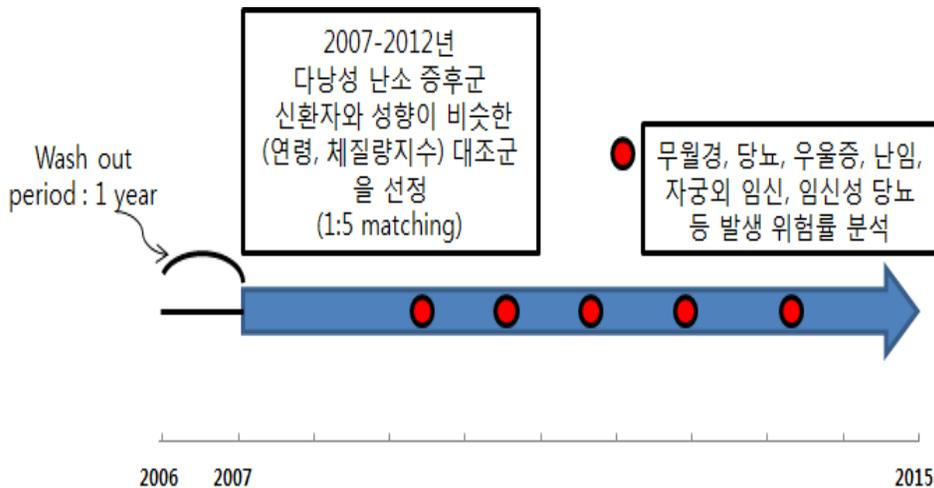 2007-2012년
다낭성 난소 증후군
신환자와 성향이 비슷한
(연령, 체질량지수) 대조군
을 선정
(1:5 matching)
Wash out
period : 1 year
무월경, 당뇨, 우울증, 난임,
자궁외 임신, 임신성 당뇨
등 발생 위험률 분석
2006 2007 2015